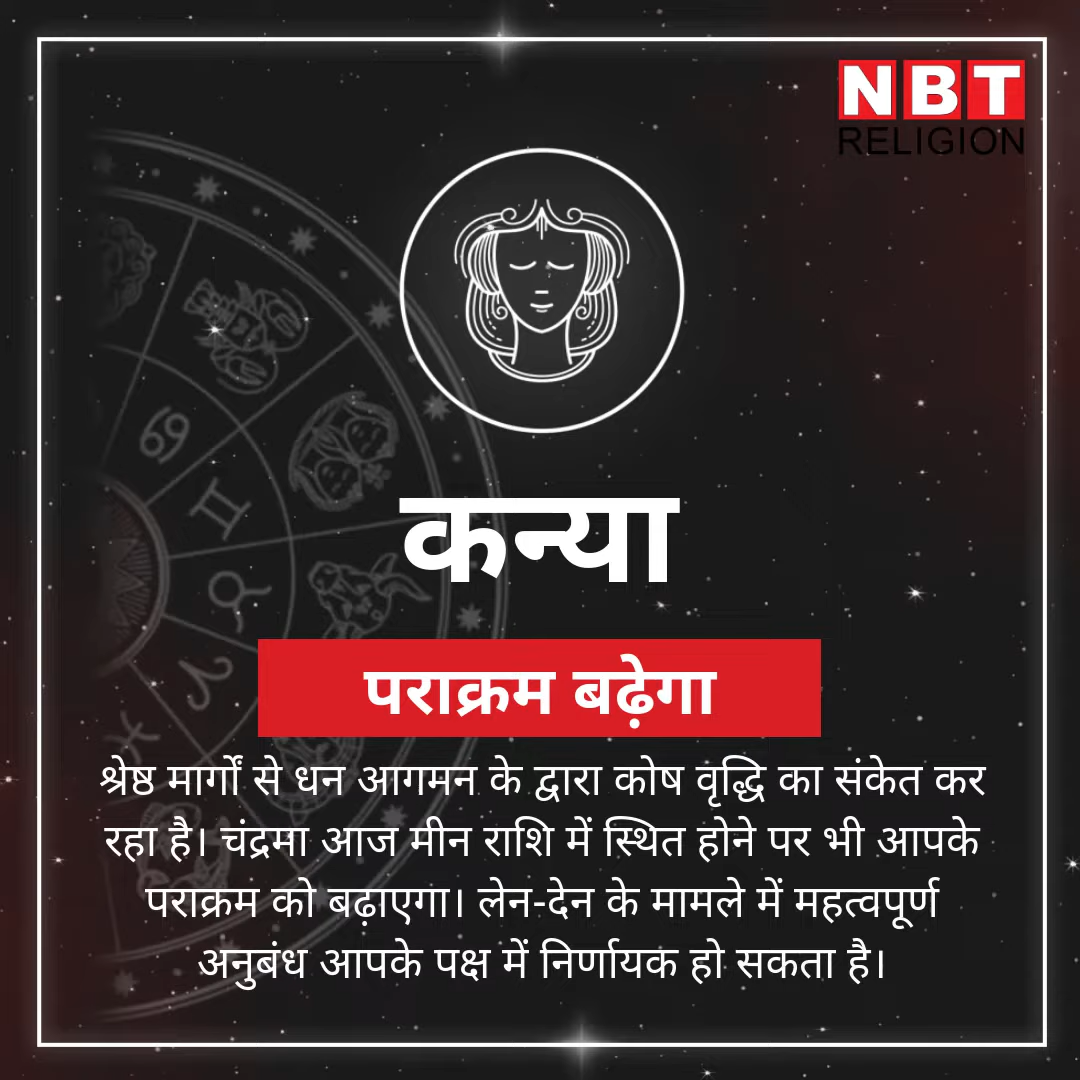 NBT
RELIGION
कन्या
पराक्रम बढ़ेगा
श्रेष्ठ मार्गों से धन आगमन के द्वारा कोष वृद्धि का संकेत कर
रहा है। चंद्रमा आज मीन राशि में स्थित होने पर भी आपके
पराक्रम को बढ़ाएगा। लेन-देन के मामले में महत्वपूर्ण
अनुबंध आपके पक्ष में निर्णायक हो सकता है।